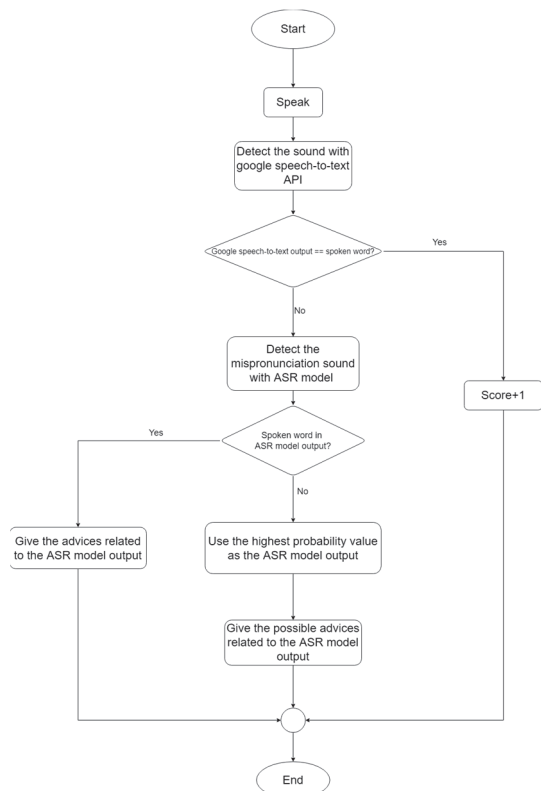 Start
Speak
Detect the sound with
google speech-to-text
API
Google speech-to-text output == spoken word?
Yes
No
Detect the
mispronunciation sound
with ASR model
Score+1
Spoken word in
ASR model output?
Yes
No
Give the advices related
to the ASR model output
Use the highest probability value
as the ASR model output
Give the possible advices
related to the ASR model
output
End